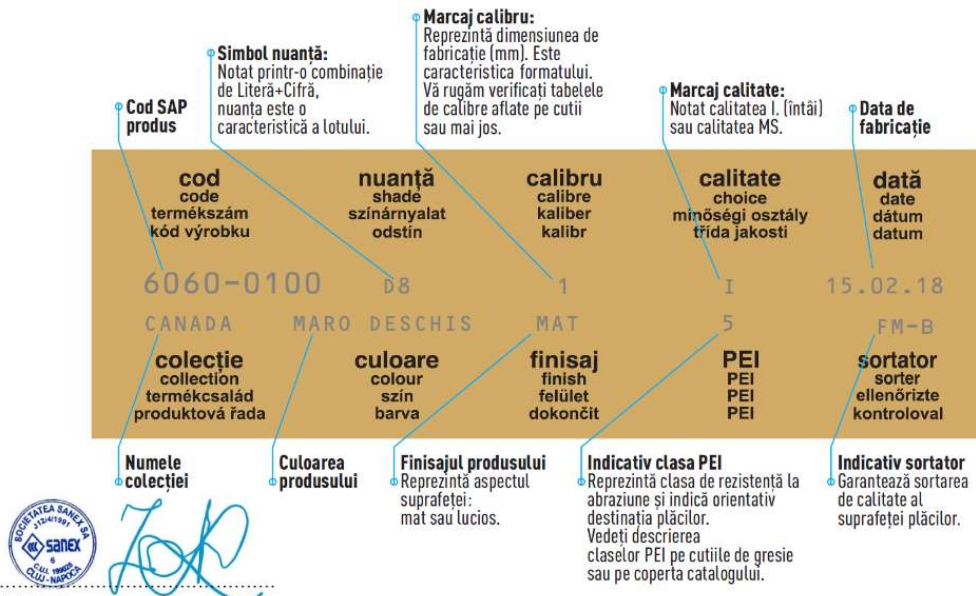 Marcaj calibru:
Reprezintă dimensiunea de
fabricație (mm). Este
caracteristica formatului.
Vă rugăm verificați tabelele
de calibre aflate pe cutii
sau mai jos.
Simbol nuanță:
Notat printr-o combinație
de Literă+Cifră,
nuanța este o
caracteristică a lotului.
Marcaj calitate:
Notat calitatea I. (întâi)
sau calitatea MS.
Cod SAP
produs
Data de
fabricație
cod
code
termékszám
kód výrobku
nuanță
shade
színárnyalat
odstín
calibru
calibre
kaliber
kalibr
calitate
choice
minőségi osztály
třída jakosti
dată
date
dátum
datum
6060-0100 D8 1 I 15.02.18
CANADA MARO DESCHIS MAT 5 FM-B
colecție
collection
termékcsalád
produktová řada
culoare
colour
szín
barva
finisaj
finish
felület
dokončit
PEI
PEI
PEI
PEI
sortator
sorter
ellenőrizte
kontroloval
Numele
colecției
Culoarea
produsului
Finisajul produsului
Reprezintă aspectul
suprafeței:
mat sau lucios.
Indicativ clasa PEI
Reprezintă clasa de rezistență la
abraziune și indică orientativ
destinația plăcilor.
Vedeți descrierea
claselor PEI pe cutiile de gresie
sau pe coperta catalogului.
Indicativ sortator
Garantează sortarea
de calitate al
suprafeței plăcilor.
SOCIETATEA SANEX SA
J12/4/1991
sanex
6
CLUJ-NAPOCA